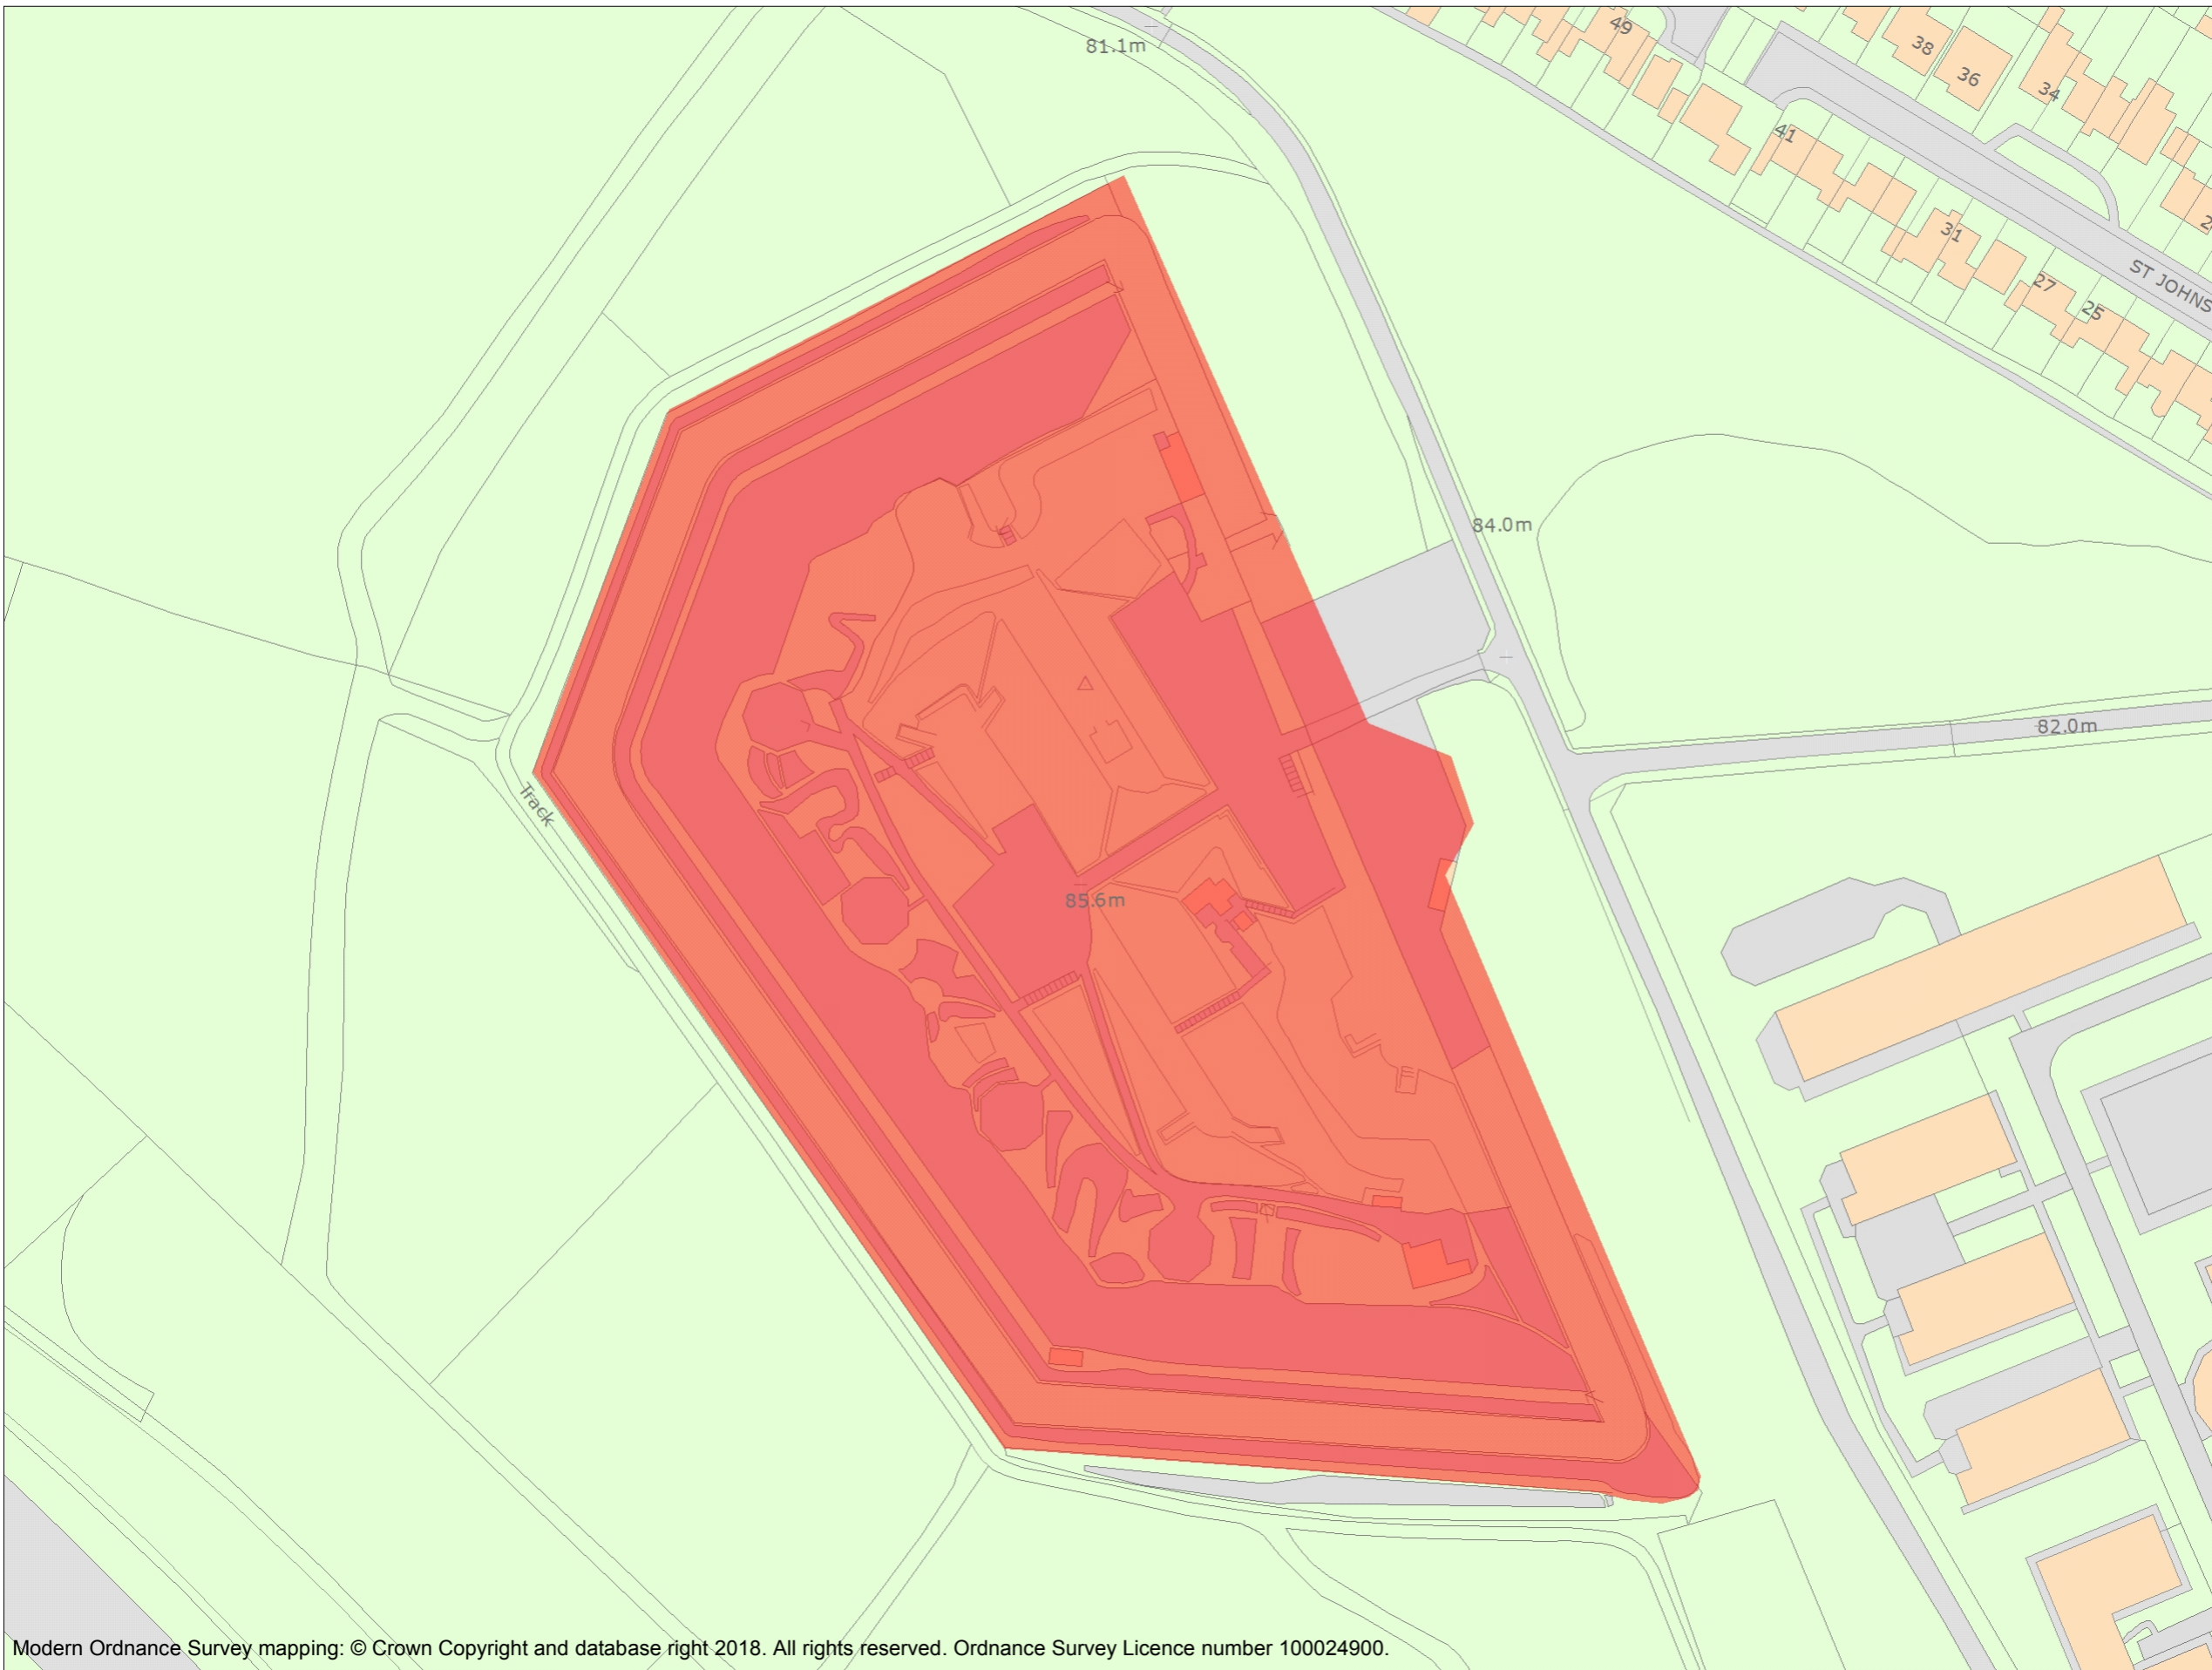 81.1m
49
38
36
34
41
31
27
25
ST JOHNS
84.0m
82.0m
Track
85.6m
Modern Ordnance Survey mapping: © Crown Copyright and database right 2018. All rights reserved. Ordnance Survey Licence number 100024900.